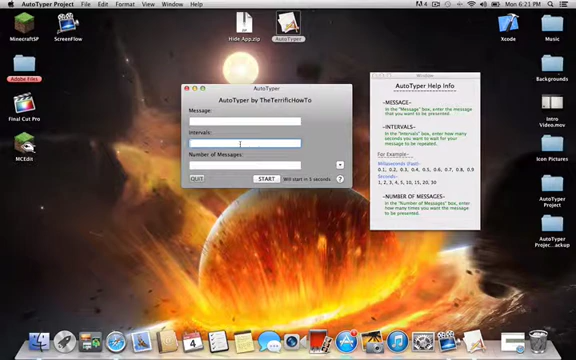 AutoTyper Project File Edit Format View Window Help
Mon 6:21 PM
MinecraftSP
ScreenFlow
Hide App.zip
AutoTyper
Xcode
Adobe Files
Backgrounds
Final Cut Pro
Intro Video.mov
MCEdit
Icon Pictures
AutoTyper Project
AutoTyper
AutoTyper by TheTerrificHowTo
Message:
Intervals:
Number of Messages:
QUIT
START
Will start in 5 seconds
?
Window
AutoTyper Help Info
~MESSAGE~
In the "Message" box, enter the message
that you want to be presented.
~INTERVALS~
In the "Intervals" box, enter how many
seconds you want to wait for your
message to be repeated.
For Example~
Milliseconds (Fast)~
0.1, 0.2, 0.3, 0.4, 0.5, 0.6, 0.7, 0.8, 0.9
Seconds~
1, 2, 3, 4, 5, 10, 15, 20, 30
~NUMBER OF MESSAGES~
In the "Number of Messages" box, enter
how many times you want the message
to be presented.